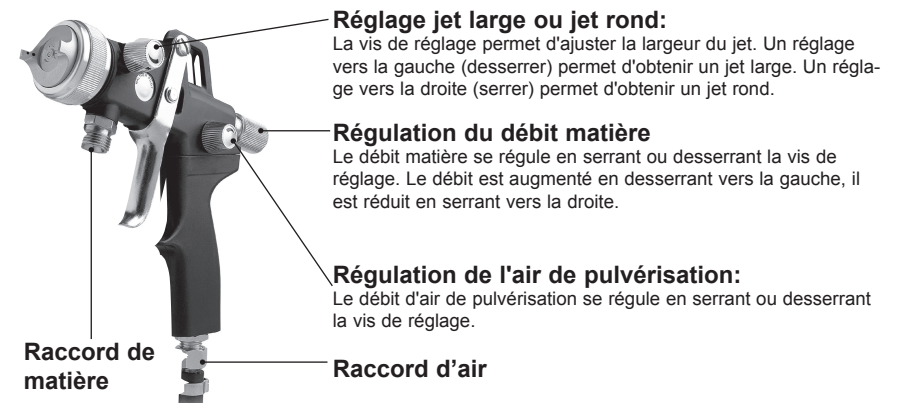 Réglage jet large ou jet rond:
La vis de réglage permet d'ajuster la largeur du jet. Un réglage
vers la gauche (desserrer) permet d'obtenir un jet large. Un régla-
ge vers la droite (serrer) permet d'obtenir un jet rond.
Régulation du débit matière
Le débit matière se régule en serrant ou desserrant la vis de
réglage. Le débit est augmenté en desserrant vers la gauche, il
est réduit en serrant vers la droite.
Régulation de l'air de pulvérisation:
Le débit d'air de pulvérisation se régule en serrant ou desserrant
la vis de réglage.
Raccord de
matière
Raccord d’air